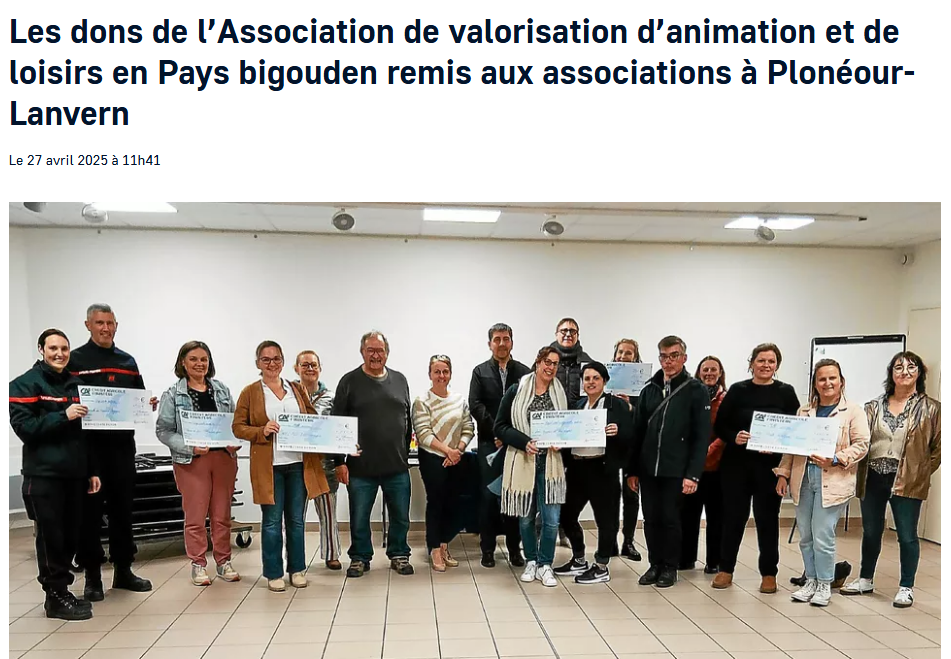 Les dons de l’Association de valorisation d’animation et de
loisirs en Pays bigouden remis aux associations à Plonéour-
Lanvern
Le 27 avril 2025 à 11h41